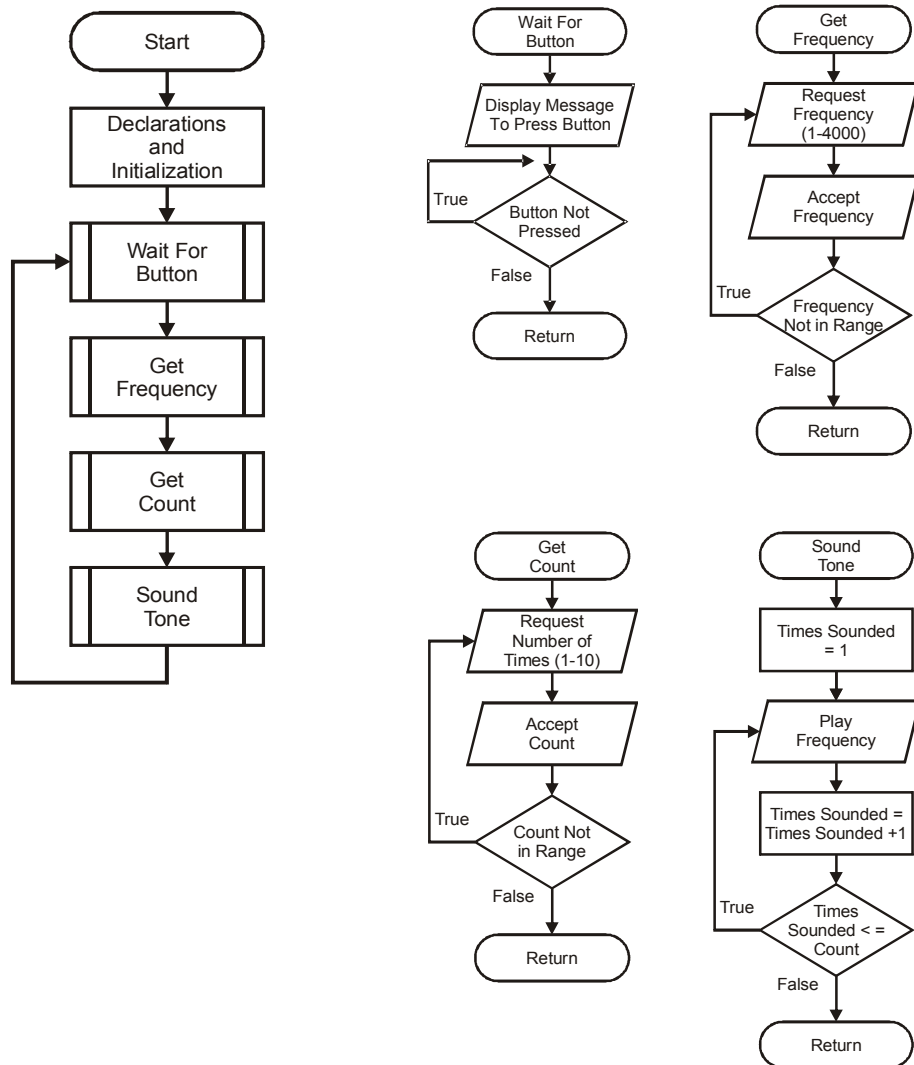 Start
Declarations
and
Initialization
Wait For
Button
Get
Frequency
Get
Count
Sound
Tone
Wait For
Button
Display Message
To Press Button
True
Button Not
Pressed
False
Return
Get
Frequency
Request
Frequency
(1-4000)
Accept
Frequency
True
Frequency
Not in Range
False
Return
Get
Count
Request
Number of
Times (1-10)
Accept
Count
True
Count Not
in Range
False
Return
Sound
Tone
Times Sounded
= 1
Play
Frequency
Times Sounded =
Times Sounded +1
True
Times
Sounded < =
Count
False
Return